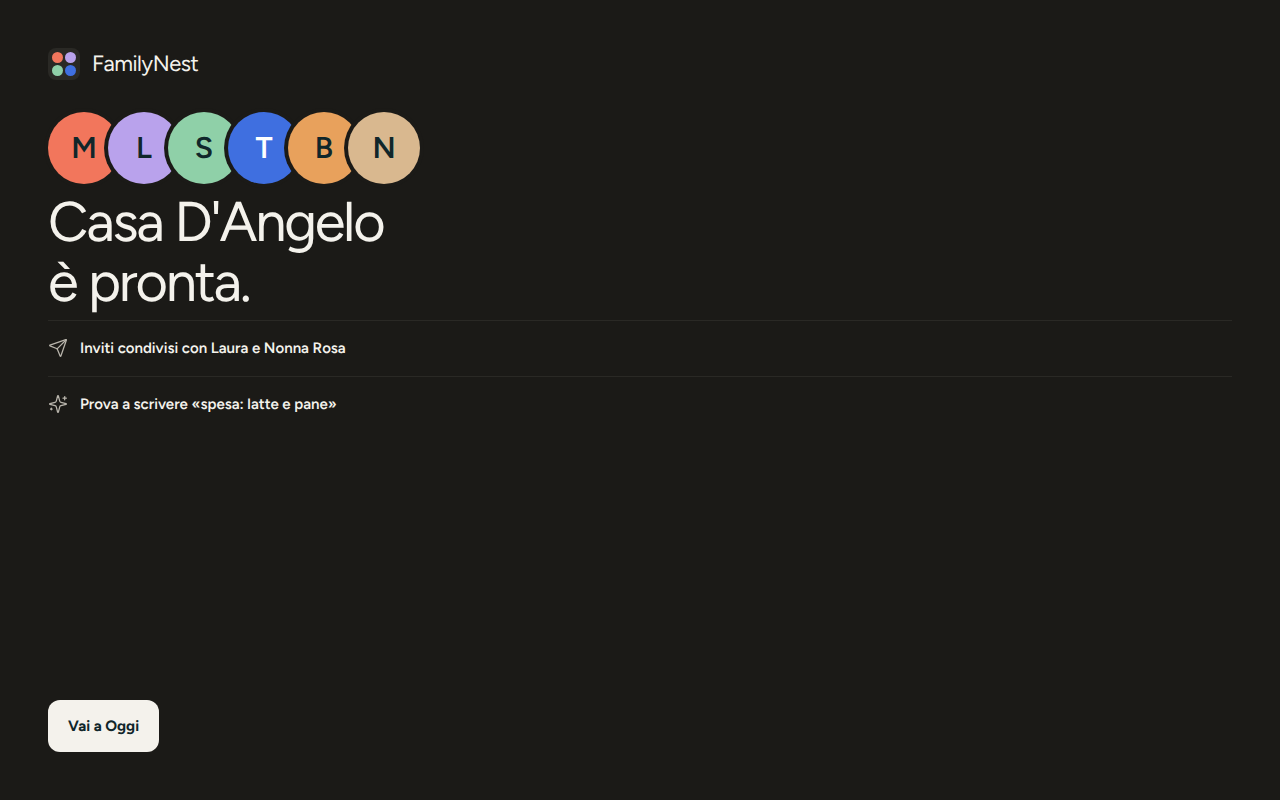 FamilyNest
M L S T B N
Casa D'Angelo
è pronta.
Inviti condivisi con Laura e Nonna Rosa
Prova a scrivere «spesa: latte e pane»
Vai a Oggi